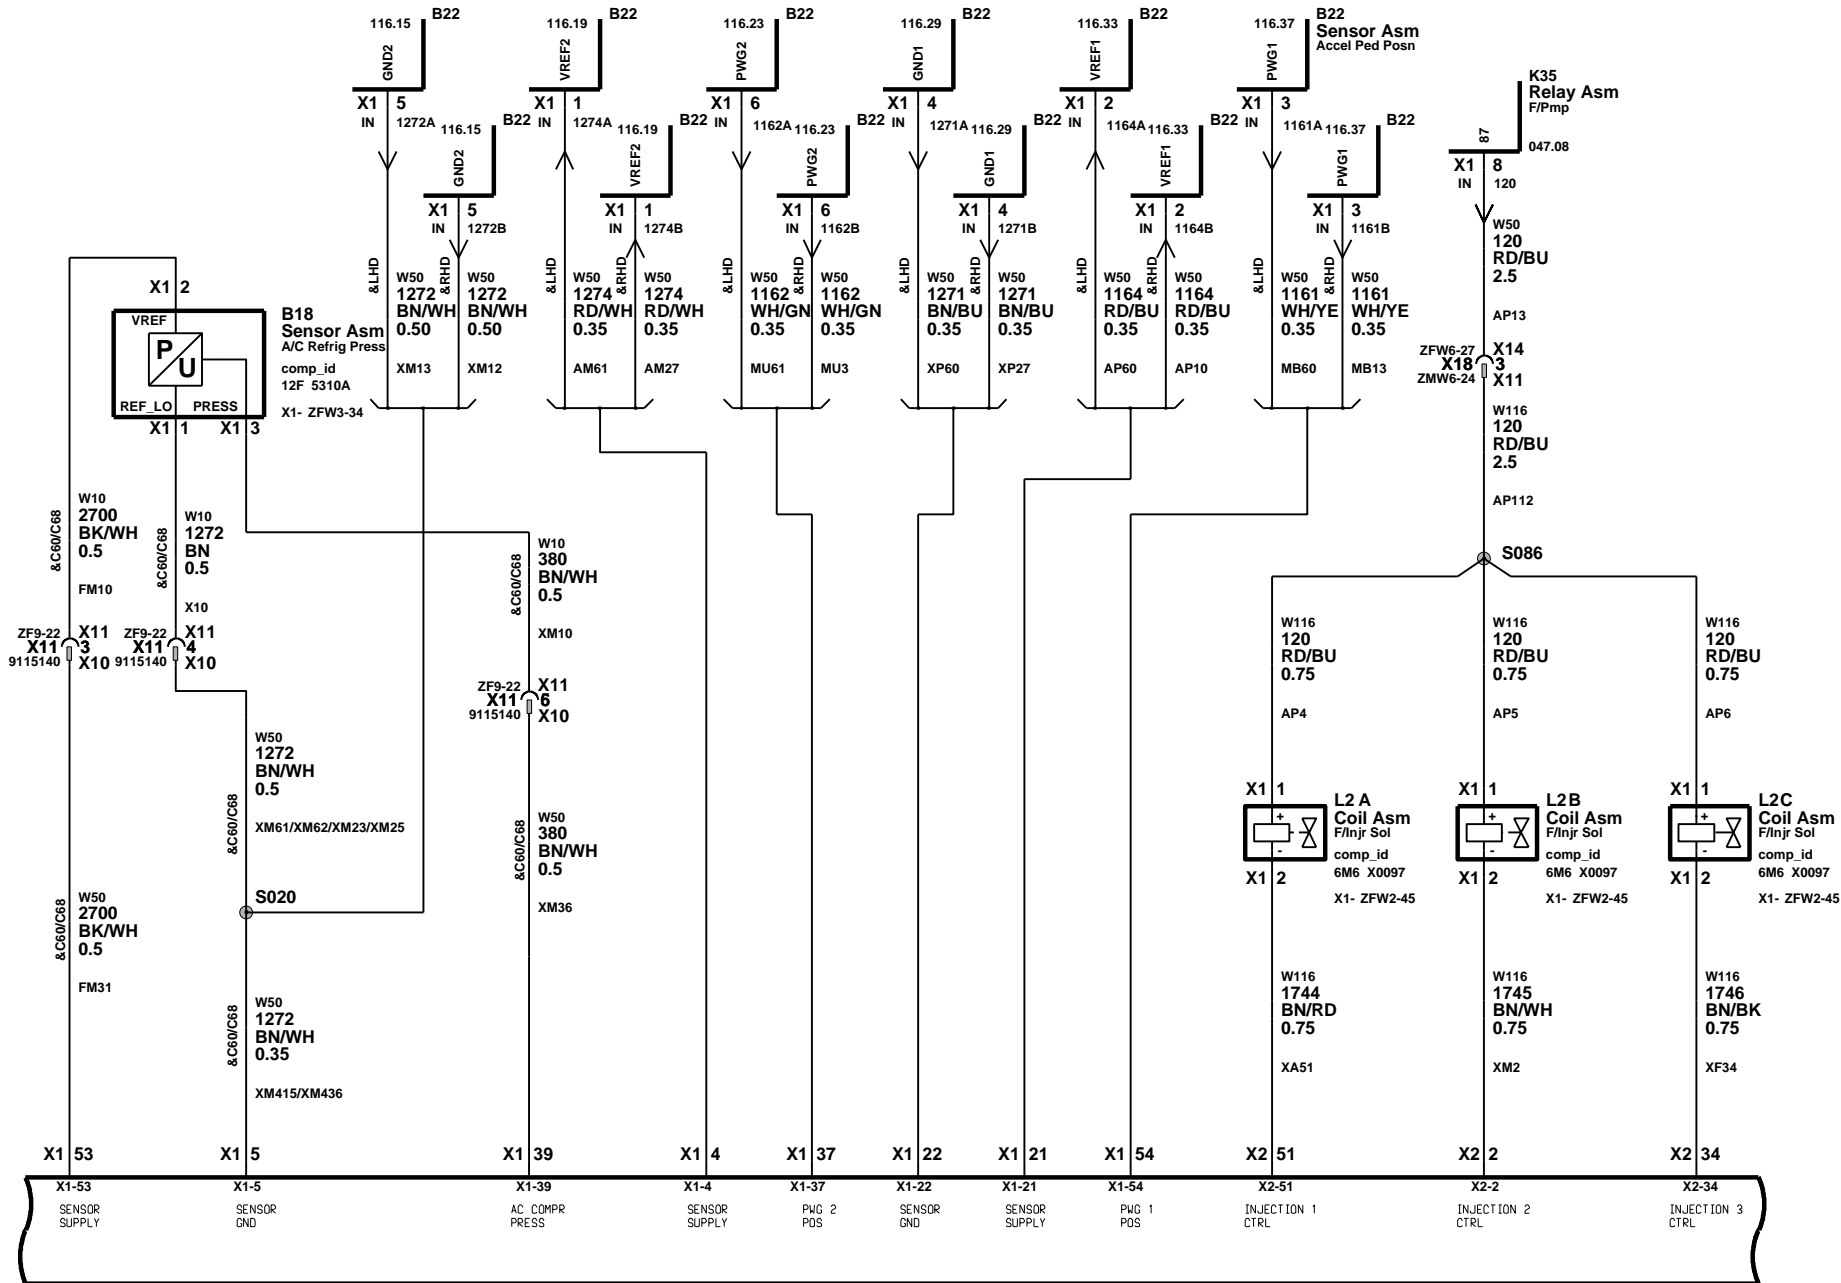 116.15 B22
GND2
X1 5
IN 1272A
116.19 B22
VREF2
X1 1
IN 1274A
116.23 B22
PWG2
X1 6
IN 1162A
116.29 B22
GND1
X1 4
IN 1271A
116.33 B22
VREF1
X1 2
IN 1164A
116.37 B22
Sensor Asm
Accel Ped Posn
PWG1
X1 3
IN 1161A
K35
Relay Asm
F/Pmp
87
047.08
X1 8
IN 120
116.15 B22
GND2
X1 5
IN 1272B
116.19 B22
VREF2
X1 1
IN 1274B
116.23 B22
PWG2
X1 6
IN 1162B
116.29 B22
GND1
X1 4
IN 1271B
116.33 B22
VREF1
X1 2
IN 1164B
116.37 B22
PWG1
X1 3
IN 1161B
&LHD
W50
1272
BN/WH
0.50
XM13
&RHD
W50
1272
BN/WH
0.50
XM12
&LHD
W50
1274
RD/WH
0.35
AM61
&RHD
W50
1274
RD/WH
0.35
AM27
&LHD
W50
1162
WH/GN
0.35
MU61
&RHD
W50
1162
WH/GN
0.35
MU3
&LHD
W50
1271
BN/BU
0.35
XP60
&RHD
W50
1271
BN/BU
0.35
XP27
&LHD
W50
1164
RD/BU
0.35
AP60
&RHD
W50
1164
RD/BU
0.35
AP10
&LHD
W50
1161
WH/YE
0.35
MB60
&RHD
W50
1161
WH/YE
0.35
MB13
W50
120
RD/BU
2.5
AP13
ZFW6-27 X14
X18 3
ZMW6-24 X11
W116
120
RD/BU
2.5
AP112
S086
X1 2
VREF
P
U
REF_LO PRESS
X1 1
X1 3
B18
Sensor Asm
A/C Refrig Press
comp_id
12F 5310A
X1- ZFW3-34
&C60/C68
W10
2700
BK/WH
0.5
FM10
&C60/C68
W10
1272
BN
0.5
X10
&C60/C68
W10
380
BN/WH
0.5
XM10
ZF9-22 X11
X11 3
9115140 X10
ZF9-22 X11
X11 4
9115140 X10
ZF9-22 X11
X11 6
9115140 X10
&C60/C68
W50
1272
BN/WH
0.5
XM61/XM62/XM23/XM25
&C60/C68
W50
380
BN/WH
0.5
XM36
S020
&C60/C68
W50
2700
BK/WH
0.5
FM31
&C60/C68
W50
1272
BN/WH
0.35
XM415/XM436
W116
120
RD/BU
0.75
AP4
W116
120
RD/BU
0.75
AP5
W116
120
RD/BU
0.75
AP6
X1 1
+
-
X1 2
L2 A
Coil Asm
F/Injr Sol
comp_id
6M6 X0097
X1- ZFW2-45
X1 1
+
-
X1 2
L2B
Coil Asm
F/Injr Sol
comp_id
6M6 X0097
X1- ZFW2-45
X1 1
+
-
X1 2
L2C
Coil Asm
F/Injr Sol
comp_id
6M6 X0097
X1- ZFW2-45
W116
1744
BN/RD
0.75
XA51
W116
1745
BN/WH
0.75
XM2
W116
1746
BN/BK
0.75
XF34
X1 53 X1 5 X1 39 X1 4 X1 37 X1 22 X1 21 X1 54 X2 51 X2 2 X2 34
X1-53 X1-5 X1-39 X1-4 X1-37 X1-22 X1-21 X1-54 X2-51 X2-2 X2-34
SENSOR SENSOR AC COMPR SENSOR PWG 2 SENSOR SENSOR PWG 1 INJECTION 1 INJECTION 2 INJECTION 3
SUPPLY GND PRESS SUPPLY POS GND SUPPLY POS CTRL CTRL CTRL